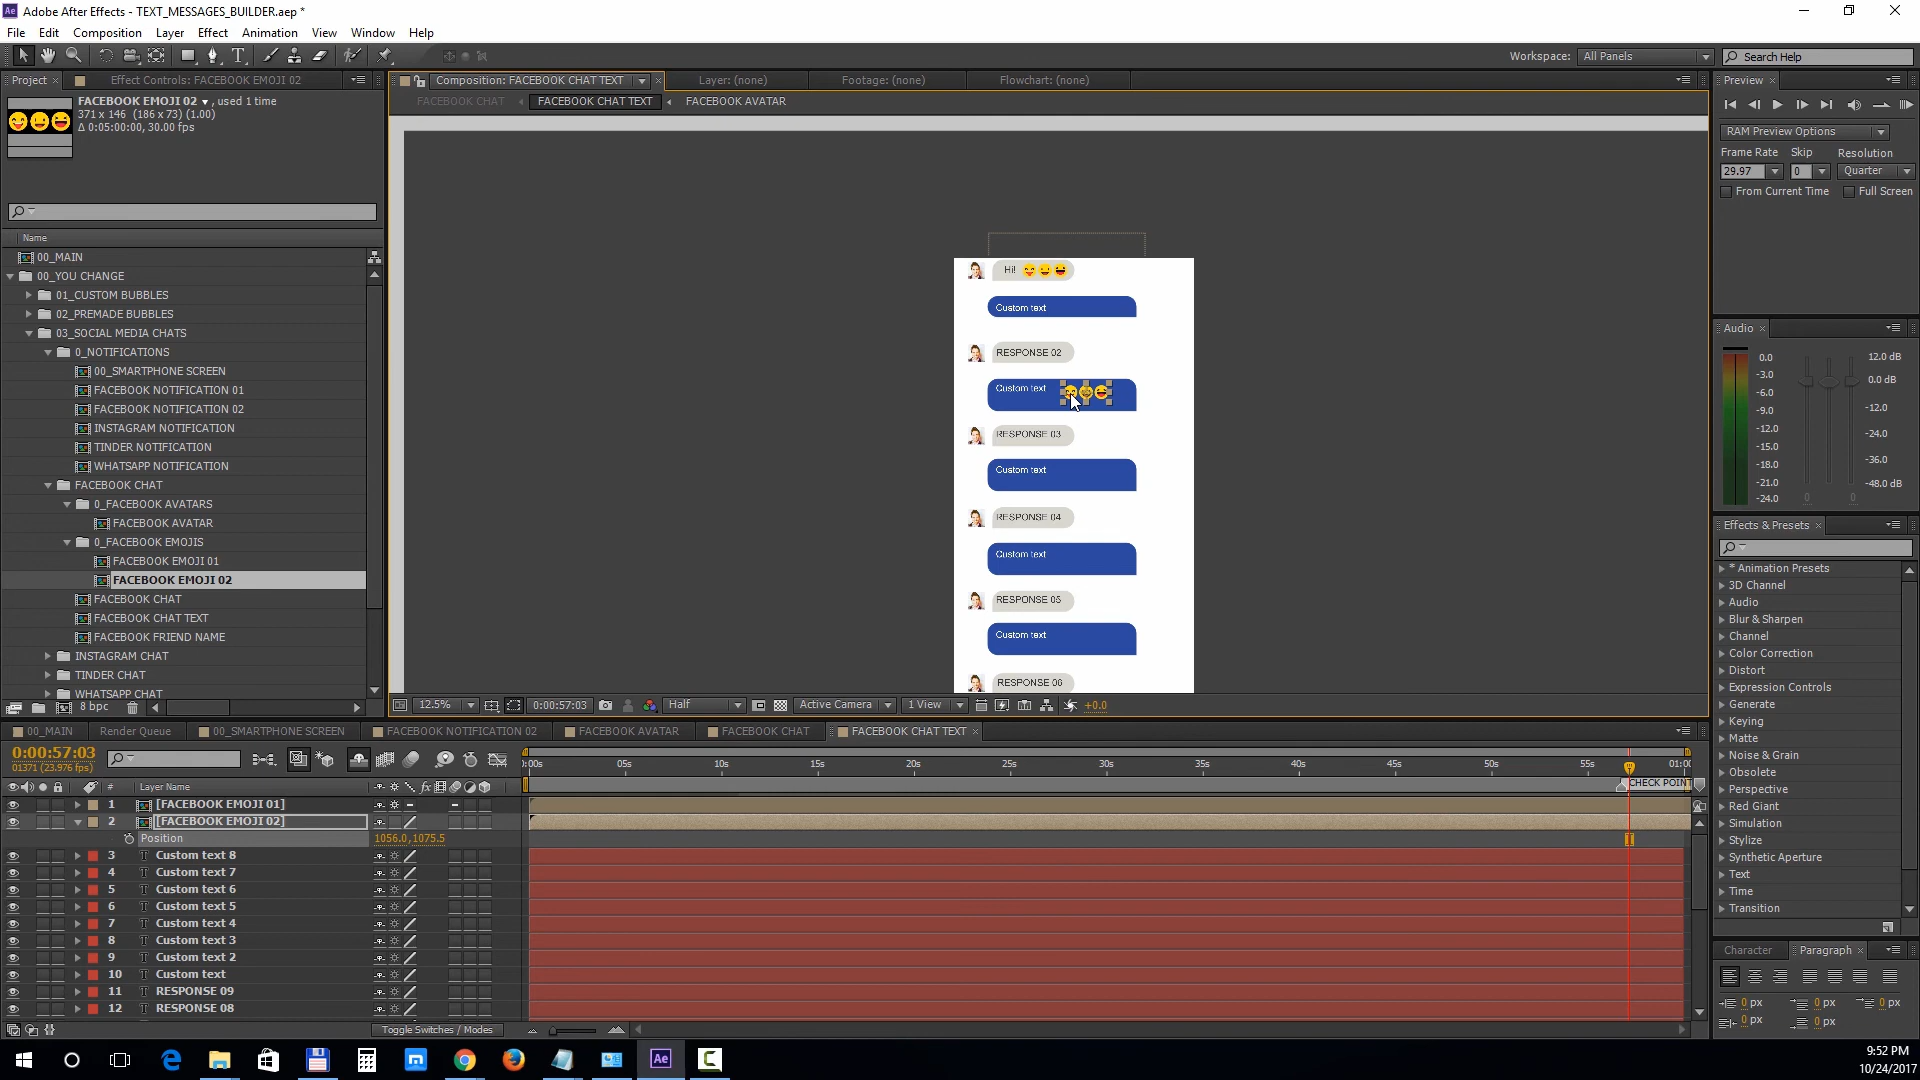 Adobe After Effects - TEXT_MESSAGES_BUILDER.aep *
File Edit Composition Layer Effect Animation View Window Help
Workspace: All Panels Search Help
Project Effect Controls: FACEBOOK EMOJI 02
FACEBOOK EMOJI 02 , used 1 time
371 x 146 (186 x 73) (1.00)
Δ 0:05:00:00, 30.00 fps
Name
00_MAIN
00_YOU CHANGE
01_CUSTOM BUBBLES
02_PREMADE BUBBLES
03_SOCIAL MEDIA CHATS
0_NOTIFICATIONS
00_SMARTPHONE SCREEN
FACEBOOK NOTIFICATION 01
FACEBOOK NOTIFICATION 02
INSTAGRAM NOTIFICATION
TINDER NOTIFICATION
WHATSAPP NOTIFICATION
FACEBOOK CHAT
0_FACEBOOK AVATARS
FACEBOOK AVATAR
0_FACEBOOK EMOJIS
FACEBOOK EMOJI 01
FACEBOOK EMOJI 02
FACEBOOK CHAT
FACEBOOK CHAT TEXT
FACEBOOK FRIEND NAME
INSTAGRAM CHAT
TINDER CHAT
WHATSAPP CHAT
8 bpc
Composition: FACEBOOK CHAT TEXT Layer: (none) Footage: (none) Flowchart: (none)
FACEBOOK CHAT FACEBOOK CHAT TEXT FACEBOOK AVATAR
Hi!
Custom text
RESPONSE 02
Custom text
RESPONSE 03
Custom text
RESPONSE 04
Custom text
RESPONSE 05
Custom text
RESPONSE 06
12.5% 0:00:57:03 Half Active Camera 1 View +0.0
Preview
RAM Preview Options
Frame Rate Skip Resolution
29.97 0 Quarter
From Current Time Full Screen
Audio
0.0 12.0 dB
-3.0
-6.0 0.0 dB
-9.0
-12.0 -12.0
-15.0 -24.0
-18.0 -36.0
-21.0 -48.0 dB
-24.0 0 0
Effects & Presets
* Animation Presets
3D Channel
Audio
Blur & Sharpen
Channel
Color Correction
Distort
Expression Controls
Generate
Keying
Matte
Noise & Grain
Obsolete
Perspective
Red Giant
Simulation
Stylize
Synthetic Aperture
Text
Time
Transition
Character Paragraph
0 px 0 px 0 px
0 px 0 px
00_MAIN Render Queue 00_SMARTPHONE SCREEN FACEBOOK NOTIFICATION 02 FACEBOOK AVATAR FACEBOOK CHAT FACEBOOK CHAT TEXT
0:00:57:03
01371 (23.976 fps)
):00s 05s 10s 15s 20s 25s 30s 35s 40s 45s 50s 55s 01:00
CHECK POINT
# Layer Name
1 [FACEBOOK EMOJI 01]
2 [FACEBOOK EMOJI 02]
Position 1056.0,1075.5
3 T Custom text 8
4 T Custom text 7
5 T Custom text 6
6 T Custom text 5
7 T Custom text 4
8 T Custom text 3
9 T Custom text 2
10 T Custom text
11 T RESPONSE 09
12 T RESPONSE 08
Toggle Switches / Modes
9:52 PM
10/24/2017